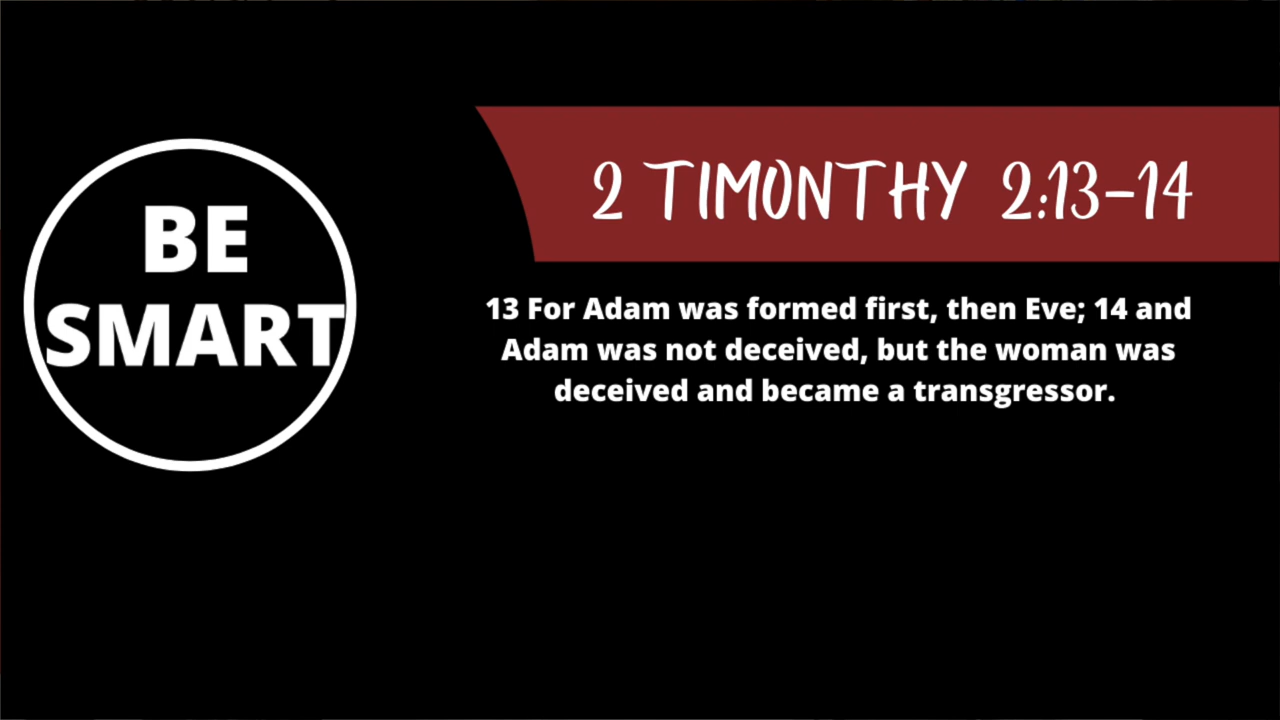 BE
SMART
2 TIMONTHY 2:13-14
13 For Adam was formed first, then Eve; 14 and
Adam was not deceived, but the woman was
deceived and became a transgressor.